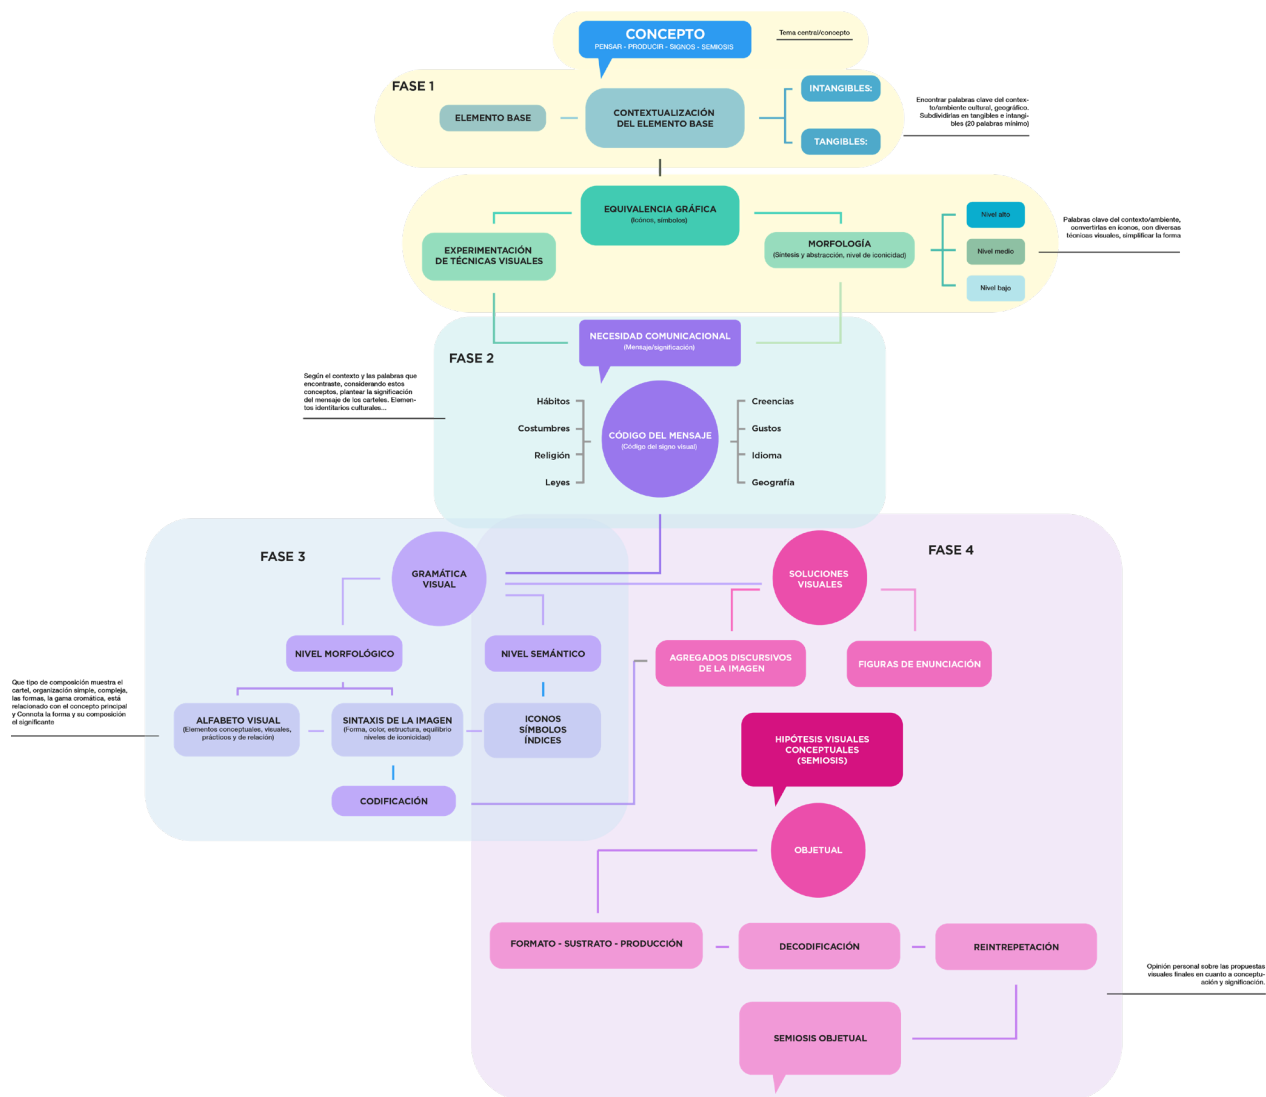 CONCEPTO
PENSAR - PRODUCIR - SIGNOS - SEMIOSIS
Tema central/concepto
FASE 1
ELEMENTO BASE
CONTEXTUALIZACIÓN
DEL ELEMENTO BASE
INTANGIBLES:
TANGIBLES:
Encontrar palabras clave del contex-
to/ambiente cultural, geográfico.
Subdividirlas en tangibles e intangi-
bles (20 palabras mínimo)
EQUIVALENCIA GRÁFICA
(Icónos, símbolos)
EXPERIMENTACIÓN
DE TÉCNICAS VISUALES
MORFOLOGÍA
(Síntesis y abstracción, nivel de iconicidad)
Nivel alto
Nivel medio
Nivel bajo
Palabras clave del contexto/ambiente,
convertirlas en íconos, con diversas
técnicas visuales, simplificar la forma
FASE 2
NECESIDAD COMUNICACIONAL
(Mensaje/significación)
Según el contexto y las palabras que
encontraste, considerando estos
conceptos, plantear la significación
del mensaje de los carteles. Elemen-
tos identitarios culturales...
Hábitos
Costumbres
Religión
Leyes
CÓDIGO DEL MENSAJE
(Código del signo visual)
Creencias
Gustos
Idioma
Geografía
FASE 3
GRAMÁTICA
VISUAL
NIVEL MORFOLÓGICO
NIVEL SEMÁNTICO
Que tipo de composición muestra el
cartel, organización simple, compleja,
las formas, la gama cromática, está
relacionado con el concepto principal
y Connota la forma y su composición
el significante
ALFABETO VISUAL
(Elementos conceptuales, visuales,
prácticos y de relación)
SINTAXIS DE LA IMAGEN
(Forma, color, estructura, equilibrio
niveles de iconicidad)
ICONOS
SÍMBOLOS
ÍNDICES
CODIFICACIÓN
FASE 4
SOLUCIONES
VISUALES
AGREGADOS DISCURSIVOS
DE LA IMAGEN
FIGURAS DE ENUNCIACIÓN
HIPÓTESIS VISUALES
CONCEPTUALES
(SEMIOSIS)
OBJETUAL
FORMATO - SUSTRATO - PRODUCCIÓN
DECODIFICACIÓN
REINTREPETACIÓN
Opinión personal sobre las propuestas
visuales finales en cuanto a conceptu-
ación y significación.
SEMIOSIS OBJETUAL